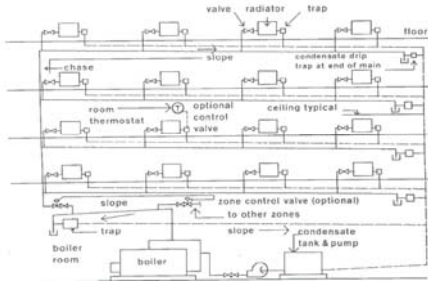 valve radiator trap
floor
slope
condensate drip
trap at end of main
chase
room
thermostat
T
optional
control
valve
ceiling typical
slope
zone control valve (optional)
to other zones
trap
slope
condensate
tank & pump
boiler
room
boiler